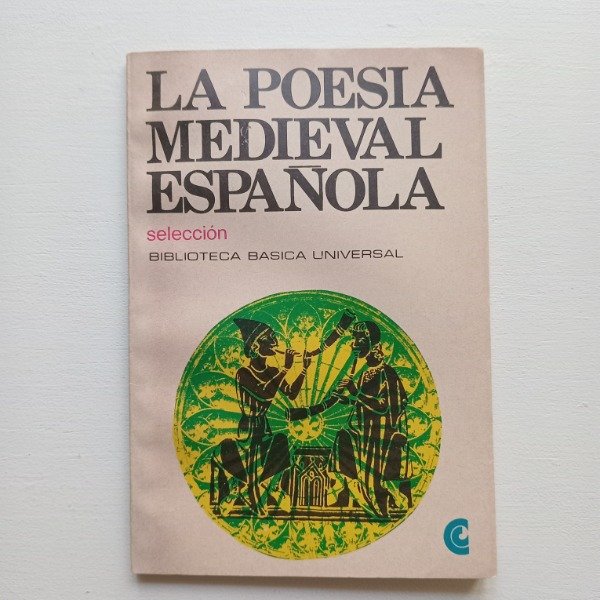 LA POESIA
MEDIEVAL
ESPAÑOLA
selección
BIBLIOTECA BASICA UNIVERSAL